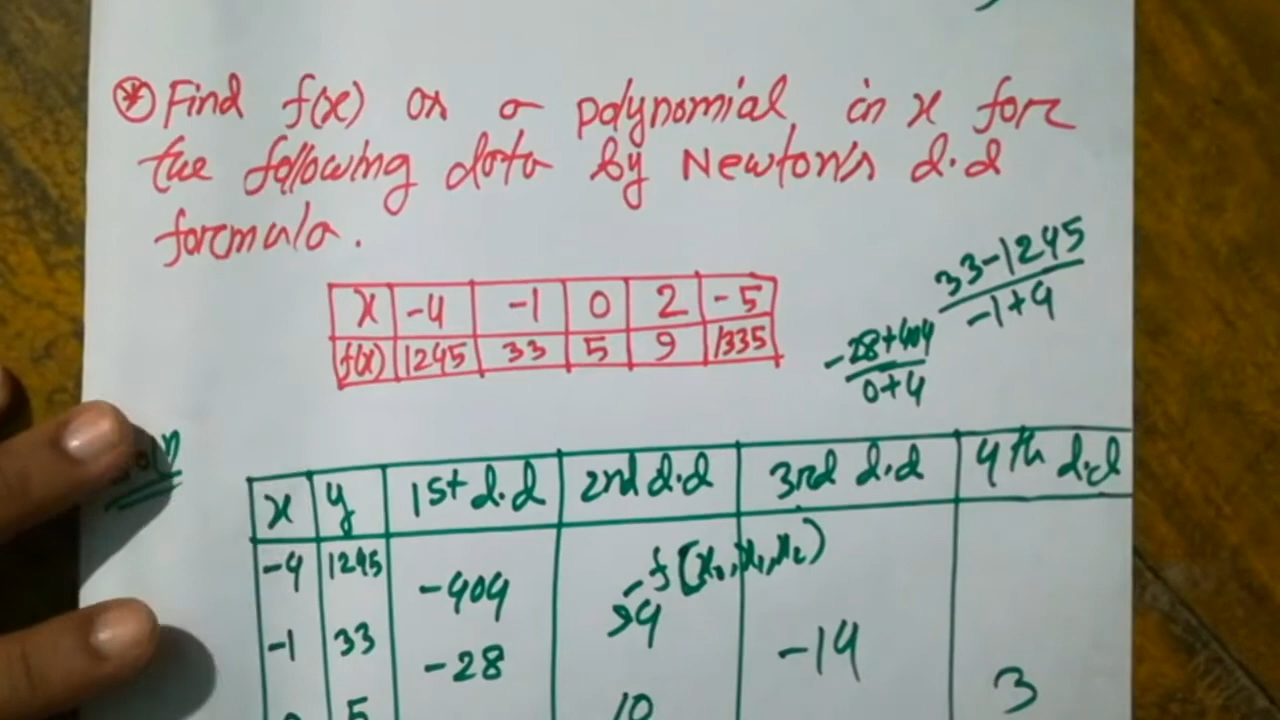 * Find f(x) as a polynomial in x for
the following data by Newton's d.d
formula.
x -4 -1 0 2 -5
f(x) 1245 33 5 9 1335
33-1245
-1+4
-28+404
0+4
Soln
x y 1st d.d 2nd d.d 3rd d.d 4th d.d
f[x₀,x₁,x₂)
-4 1245
-404
94
-1 33
-14
-28
3
5
10